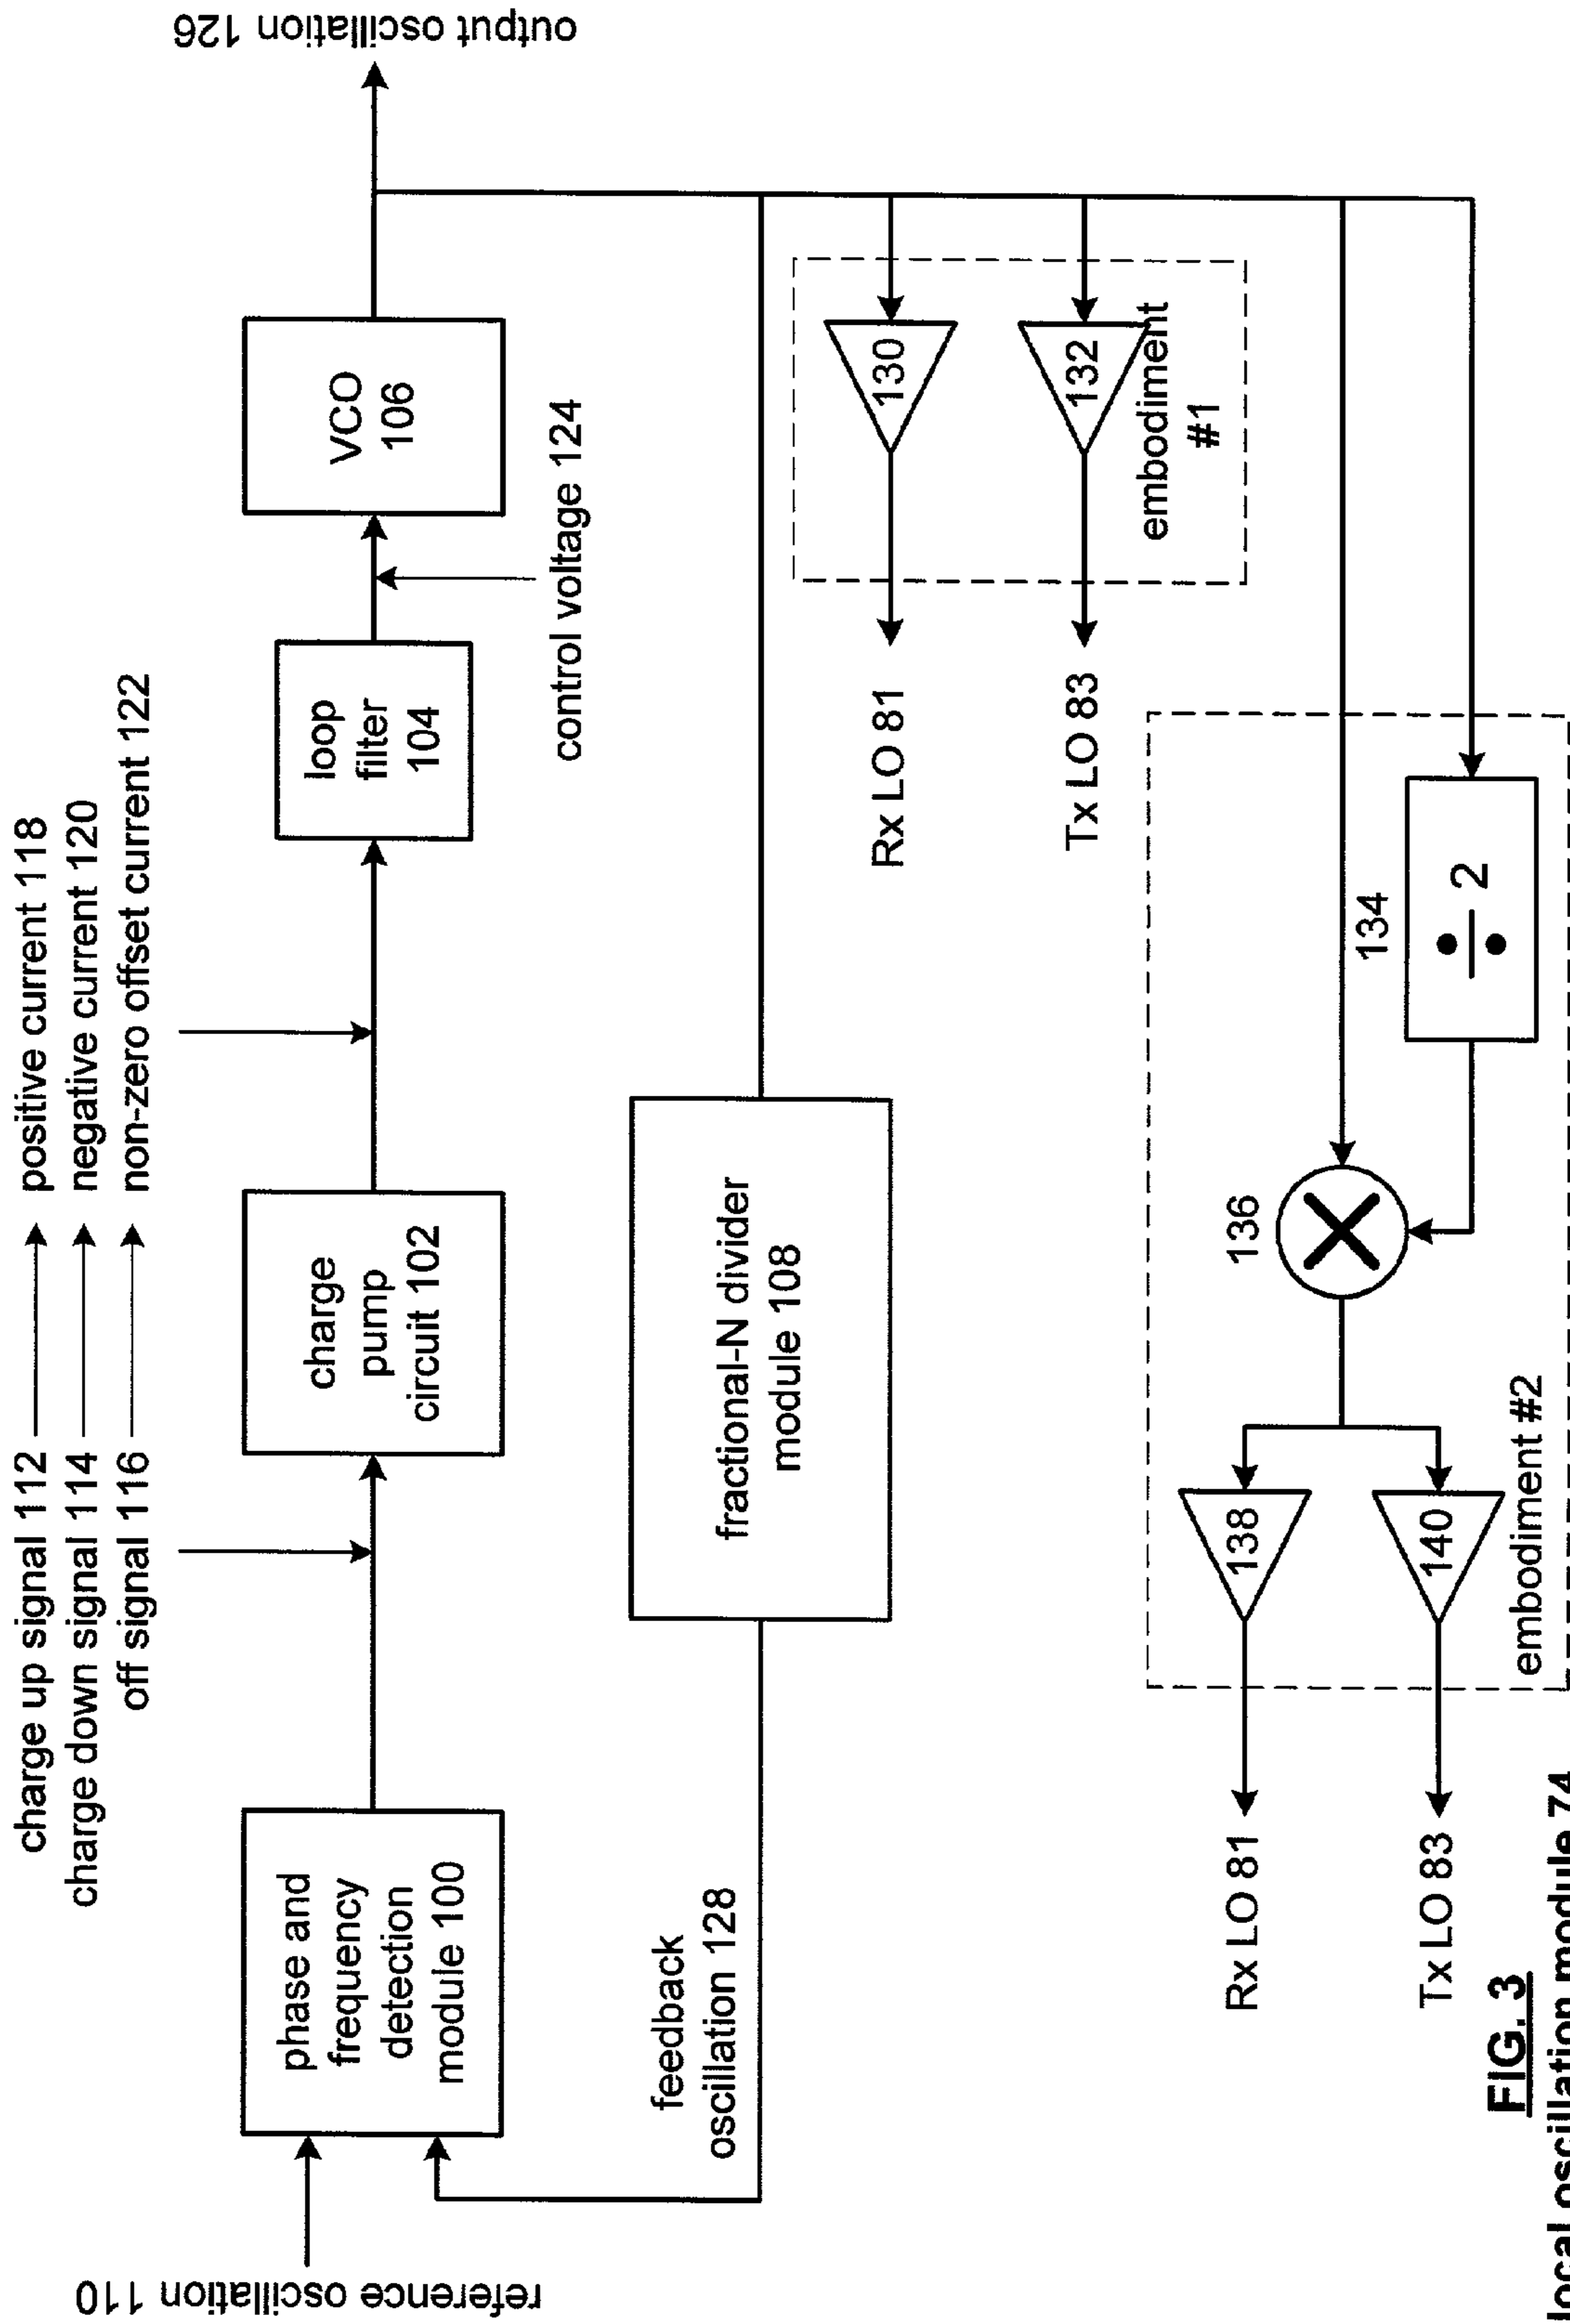 charge up signal 112 positive current 118
charge down signal 114 negative current 120
off signal 116 non-zero offset current 122
reference oscillation 110
phase and
frequency
detection
module 100
charge
pump
circuit 102
loop
filter
104
VCO
106
output oscillation 126
control voltage 124
feedback
oscillation 128
fractional-N divider
module 108
Rx LO 81
130
Tx LO 83
132
embodiment
#1
136
134
÷ 2
Rx LO 81
138
Tx LO 83
140
embodiment #2
FIG. 3
local oscillation module 74